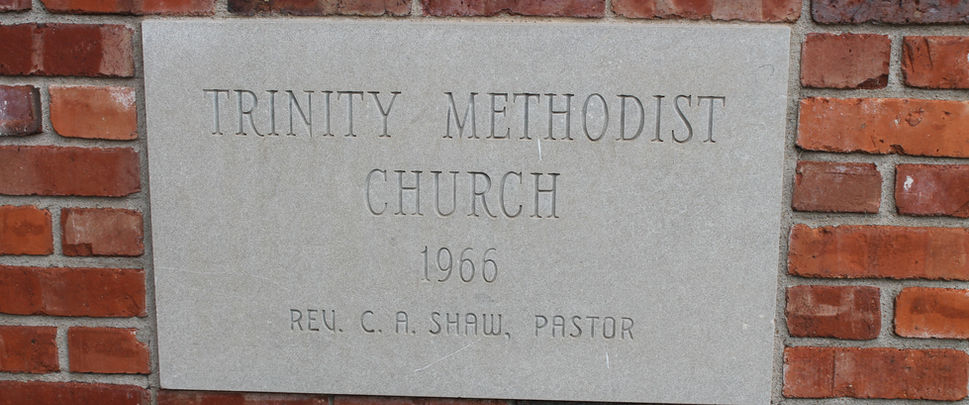 TRINITY METHODIST
CHURCH
1966
REV. C. A. SHAW, PASTOR